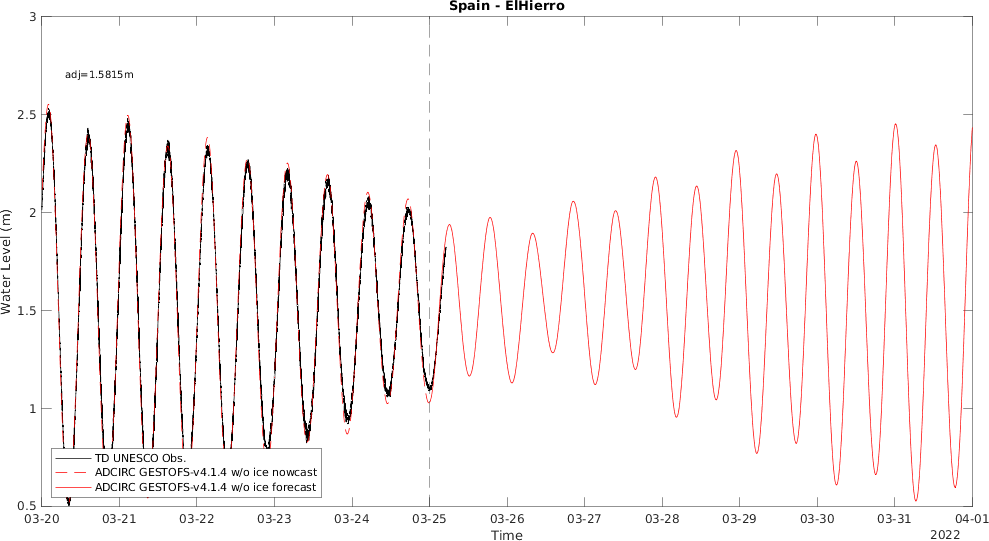 Spain - ElHierro
3
adj=1.5815m
2.5
2
Water Level (m)
1.5
1
TD UNESCO Obs.
ADCIRC GESTOFS-v4.1.4 w/o ice nowcast
ADCIRC GESTOFS-v4.1.4 w/o ice forecast
0.5
03-20 03-21 03-22 03-23 03-24 03-25 03-26 03-27 03-28 03-29 03-30 03-31 04-01
Time
2022